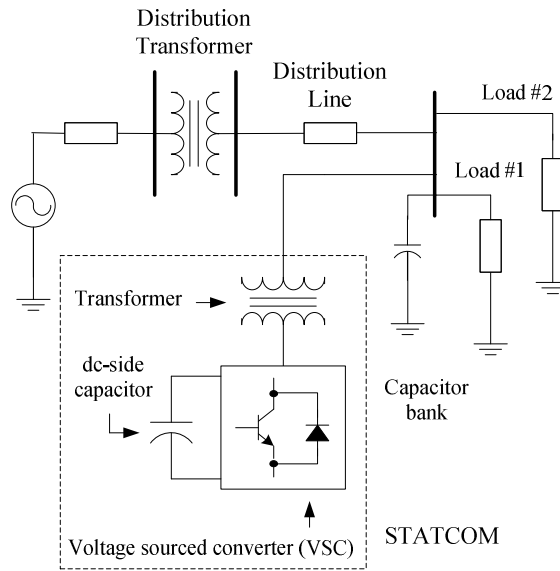 Distribution
Transformer
Distribution
Line
Load #2
Load #1
Transformer
dc-side
capacitor
Capacitor
bank
Voltage sourced converter (VSC)
STATCOM